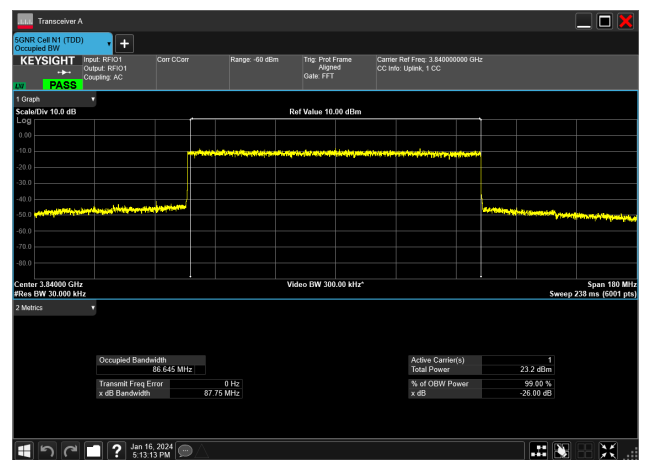 Transceiver A
5GNR Cell N1 (TDD)
Occupied BW
KEYSIGHT
Input: RFIO1
Output: RFIO1
Coupling: AC
Corr CCorr
Range: -60 dBm
Trig: Prot Frame
Aligned
Gate: FFT
Carrier Ref Freq: 3.840000000 GHz
CC Info: Uplink, 1 CC
PASS
1 Graph
Scale/Div 10.0 dB
Ref Value 10.00 dBm
Log
0.00
-10.0
-20.0
-30.0
-40.0
-50.0
-60.0
-70.0
-80.0
Center 3.84000 GHz
Video BW 300.00 kHz*
Span 180 MHz
#Res BW 30.000 kHz
Sweep 238 ms (6001 pts)
2 Metrics
Occupied Bandwidth
86.645 MHz
Active Carrier(s) 1
Total Power 23.2 dBm
Transmit Freq Error 0 Hz
x dB Bandwidth 87.75 MHz
% of OBW Power 99.00 %
x dB -26.00 dB
Jan 16, 2024
5:13:13 PM